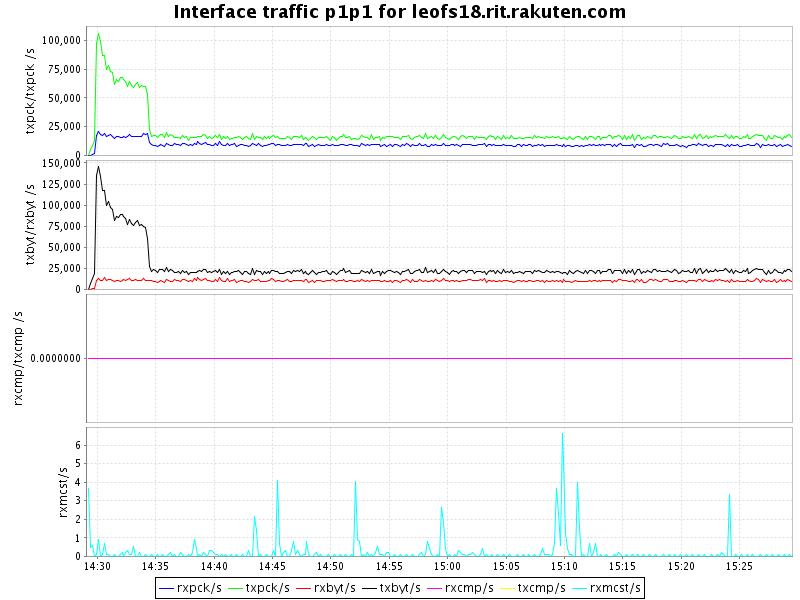 Interface traffic p1p1 for leofs18.rit.rakuten.com
txpck/txpck /s
100,000
75,000
50,000
25,000
0
txbyt/rxbyt /s
150,000
125,000
100,000
75,000
50,000
25,000
0
rxcmp/txcmp /s
0.0000000
rxmcst/s
6
5
4
3
2
1
0
14:30 14:35 14:40 14:45 14:50 14:55 15:00 15:05 15:10 15:15 15:20 15:25
rxpck/s txpck/s rxbyt/s txbyt/s rxcmp/s txcmp/s rxmcst/s